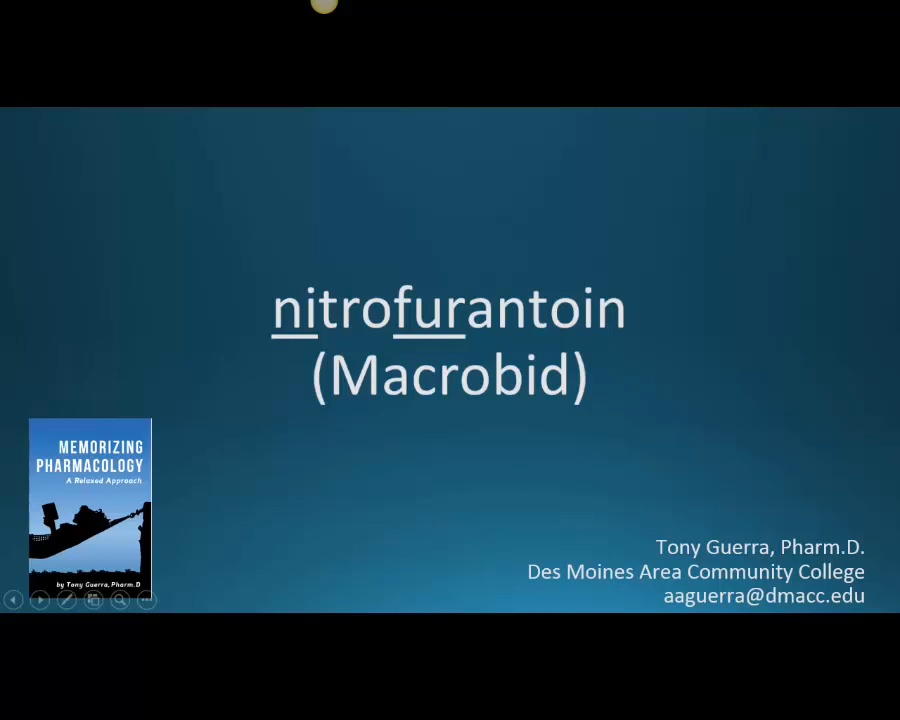 nitrofurantoin
(Macrobid)
MEMORIZING
PHARMACOLOGY
A Relaxed Approach
by Tony Guerra, Pharm.D
Tony Guerra, Pharm.D.
Des Moines Area Community College
aaguerra@dmacc.edu